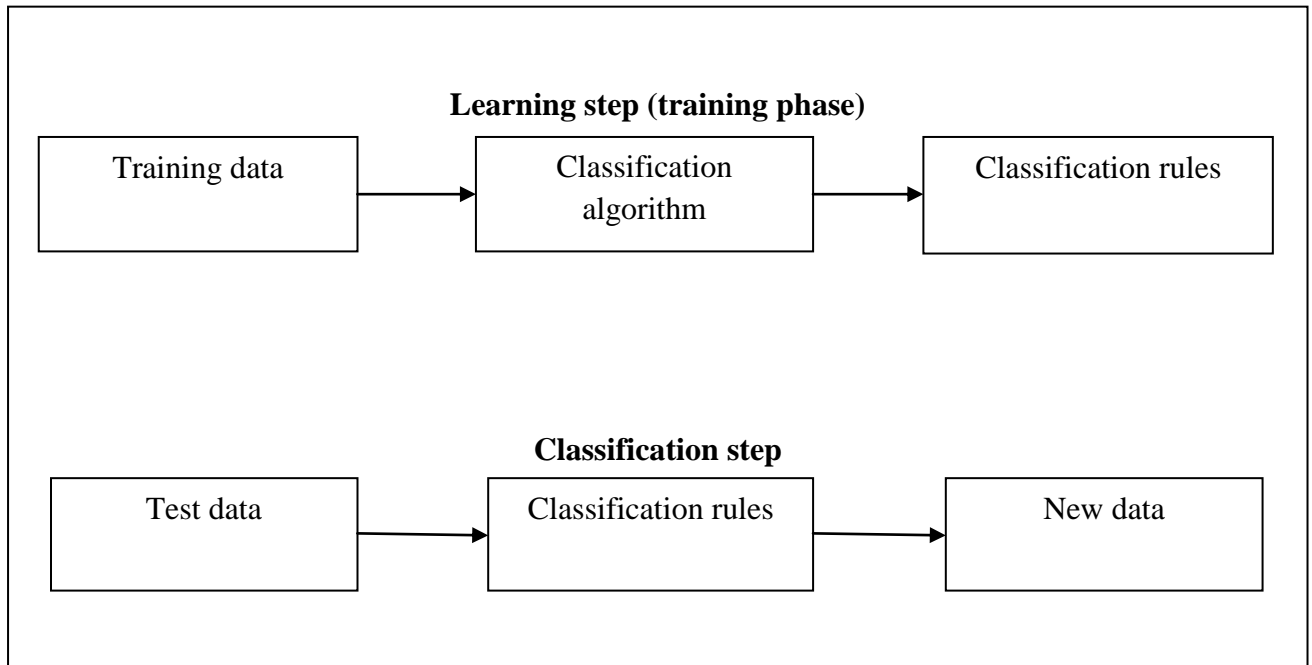 Learning step (training phase)
Training data
Classification
algorithm
Classification rules
Classification step
Test data
Classification rules
New data